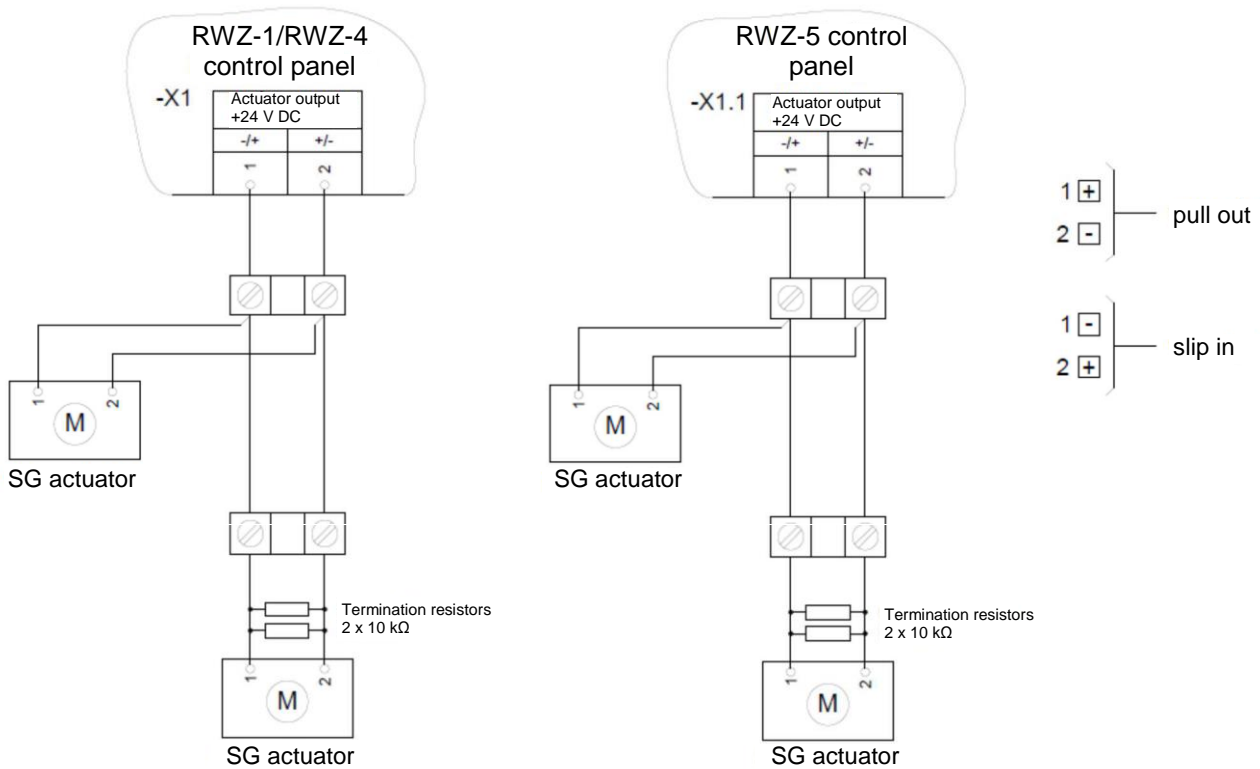 RWZ-1/RWZ-4
control panel
-X1
Actuator output
+24 V DC
-/+ +/-
1 2
1 2
M
SG actuator
Termination resistors
2 x 10 kΩ
1 2
M
SG actuator
RWZ-5 control
panel
-X1.1
Actuator output
+24 V DC
-/+ +/-
1 2
1 2
M
SG actuator
Termination resistors
2 x 10 kΩ
1 2
M
SG actuator
1 +
2 -
pull out
1 -
2 +
slip in